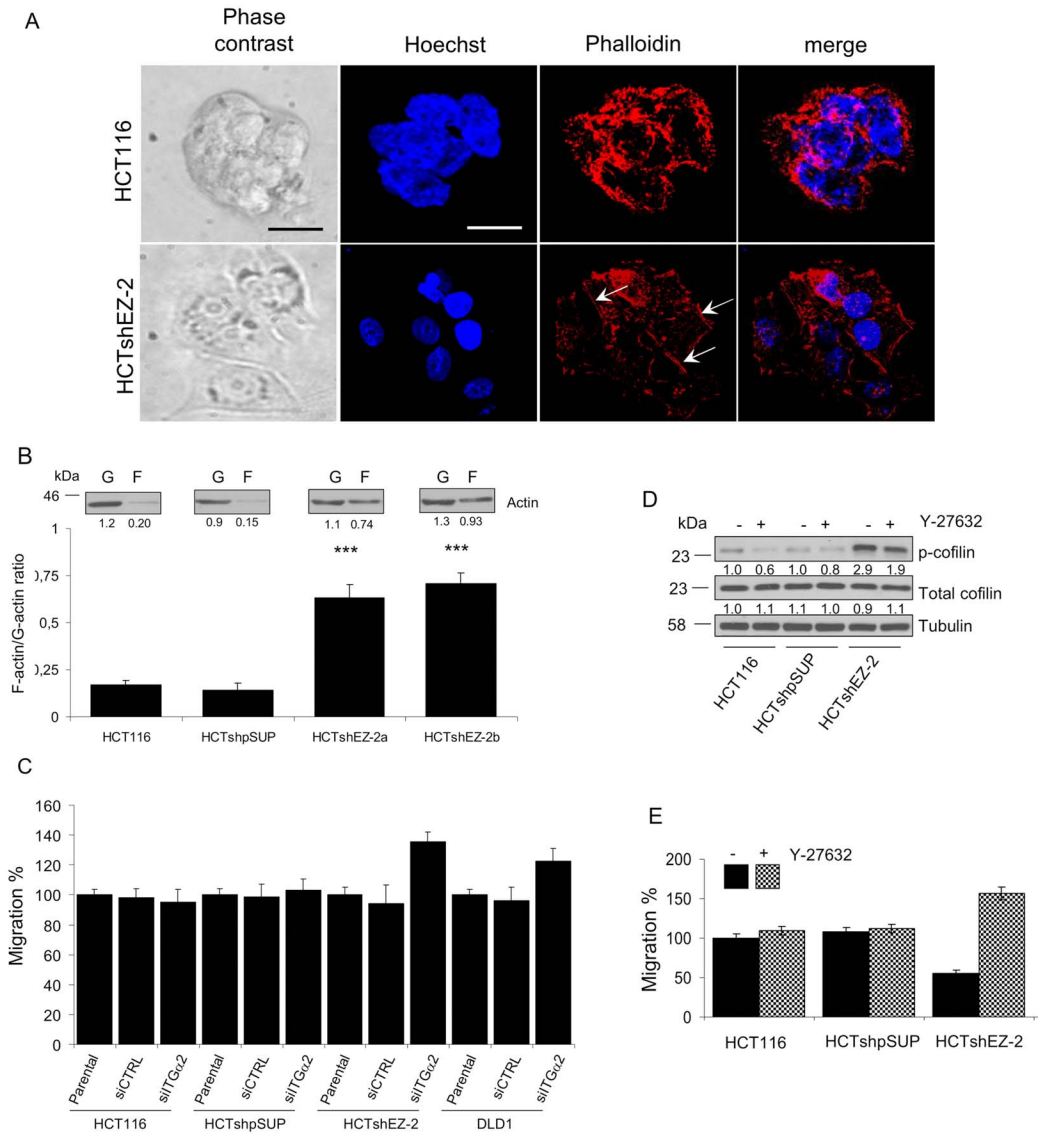 A
Phase contrast
Hoechst
Phalloidin
merge
HCT116
HCTshEZ-2
B
kDa
G F G F G F G F
46
Actin
1.2 0.20 0.9 0.15 1.1 0.74 1.3 0.93
*** ***
F-actin/G-actin ratio
1
0,75
0,5
0,25
0
HCT116 HCTshpSUP HCTshEZ-2a HCTshEZ-2b
C
Migration %
160
140
120
100
80
60
40
20
0
Parental siCTRL siITGα2 Parental siCTRL siITGα2 Parental siCTRL siITGα2 Parental siCTRL siITGα2
HCT116 HCTshpSUP HCTshEZ-2 DLD1
D
kDa
- + - + - + Y-27632
23 p-cofilin
1.0 0.6 1.0 0.8 2.9 1.9
23 Total cofilin
1.0 1.1 1.1 1.0 0.9 1.1
58 Tubulin
HCT116 HCTshpSUP HCTshEZ-2
E
- + Y-27632
Migration %
200
150
100
50
0
HCT116 HCTshpSUP HCTshEZ-2